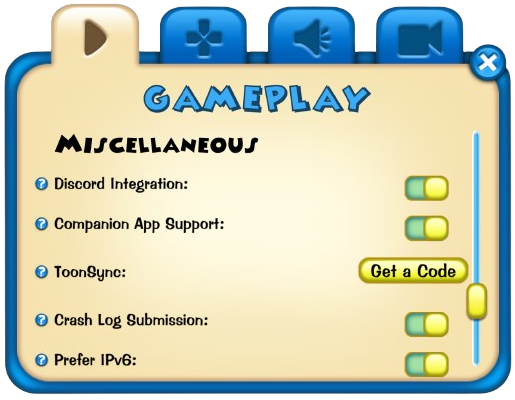 GAMEPLAY
Miscellaneous
? Discord Integration:
? Companion App Support:
? ToonSync:
Get a Code
? Crash Log Submission:
? Prefer IPv6: